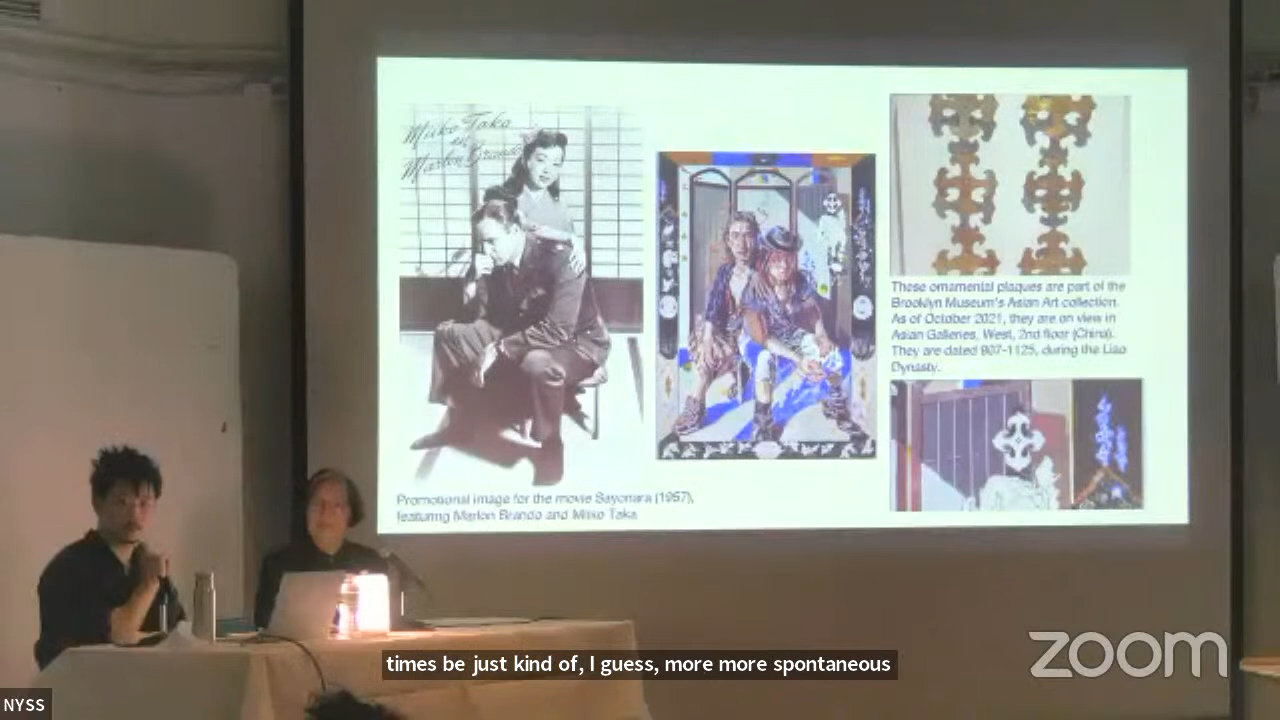 Miiko Taka
en
Marlon Brando
Promotional image for the movie Sayonara (1957),
featuring Marlon Brando and Miiko Taka
These ornamental plaques are part of the
Brooklyn Museum's Asian Art collection.
As of October 2021, they are on view in
Asian Galleries, West, 2nd floor (China).
They are dated 907-1125, during the Liao
Dynasty.
times be just kind of, I guess, more more spontaneous
zoom
NYSS